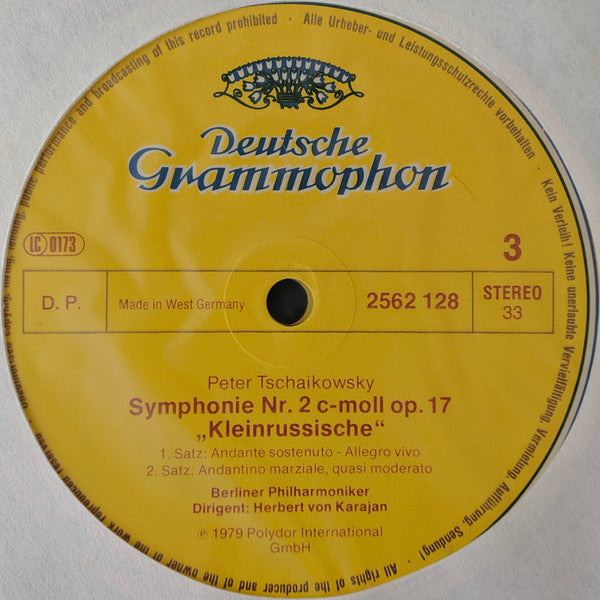 Deutsche
Grammophon
LC 0173
3
D. P.
Made in West Germany
2562 128
STEREO
33
Peter Tschaikowsky
Symphonie Nr. 2 c-moll op. 17
„Kleinrussische“
1. Satz: Andante sostenuto - Allegro vivo
2. Satz: Andantino marziale, quasi moderato
Berliner Philharmoniker
Dirigent: Herbert von Karajan
℗ 1979 Polydor International
GmbH
Alle Urheber- und Leistungsschutzrechte vorbehalten · Kein Verleih! Keine unerlaubte Vervielfältigung, Vermietung, Aufführung, Sendung!
All rights of the producer and of the owner of the work reproduced reserved
public performance and broadcasting of this record prohibited